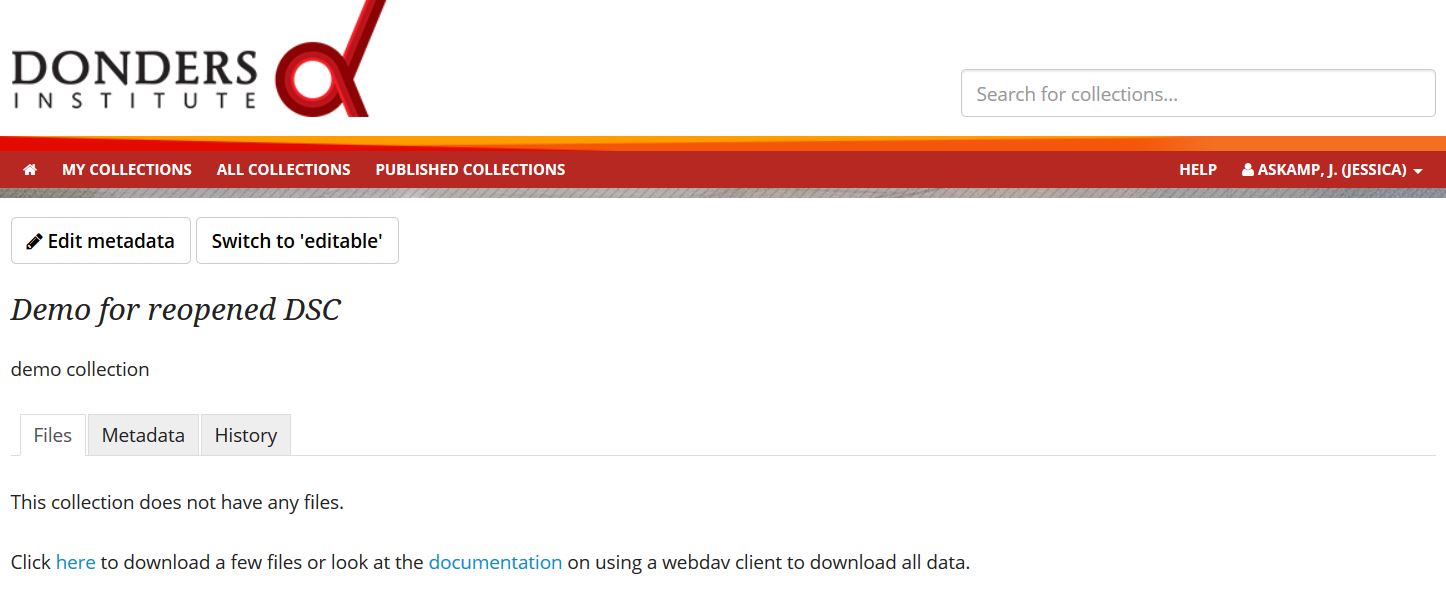 DONDERS
INSTITUTE
Search for collections...
MY COLLECTIONS ALL COLLECTIONS PUBLISHED COLLECTIONS HELP ASKAMP, J. (JESSICA)
Edit metadata Switch to 'editable'
Demo for reopened DSC
demo collection
Files Metadata History
This collection does not have any files.
Click here to download a few files or look at the documentation on using a webdav client to download all data.